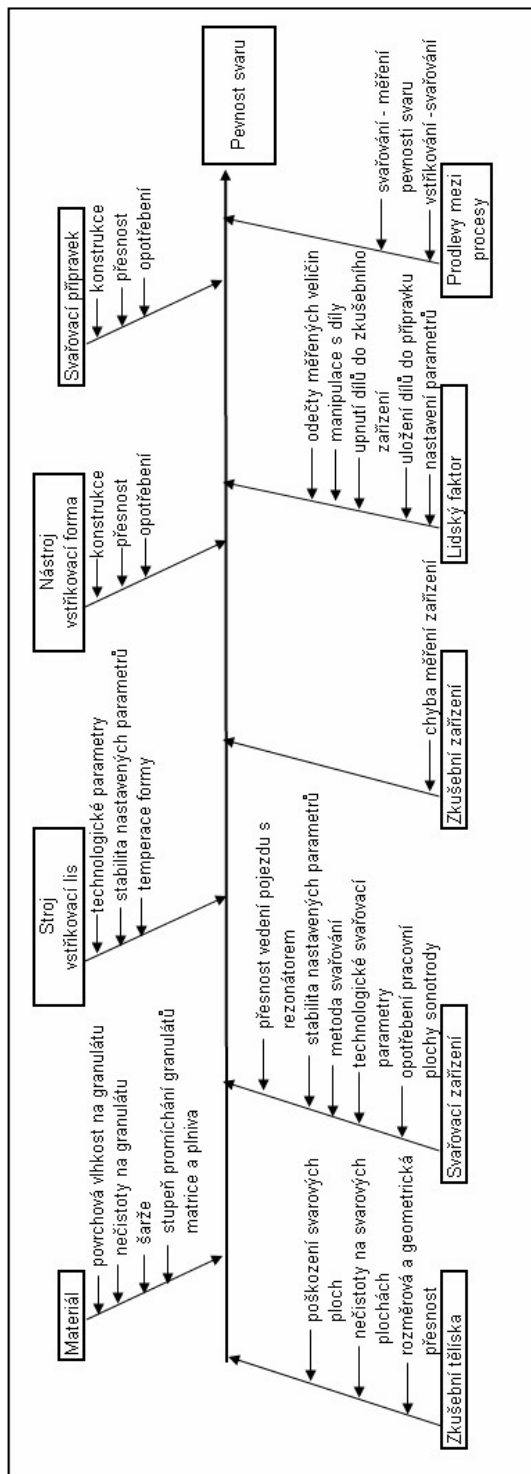 Materiál
povrchová vlhkost na granulátu
nečistoty na granulátu
šarže
stupeň promíchání granulátů
matrice a plniva
Stroj
vstřikovací lis
technologické parametry
stabilita nastavených parametrů
temperace formy
Nástroj
vstřikovací forma
konstrukce
přesnost
opotřebení
Svařovací přípravek
konstrukce
přesnost
opotřebení
Pevnost svaru
Zkušební tělíska
poškození svarových
ploch
nečistoty na svarových
plochách
rozměrová a geometrická
přesnost
Svařovací zařízení
přesnost vedení pojezdu s
rezonátorem
stabilita nastavených parametrů
metoda svařování
technologické svařovací
parametry
opotřebení pracovní
plochy sonotrody
Zkušební zařízení
chyba měření zařízení
Lidský faktor
odečty měřených veličin
manipulace s díly
upnutí dílů do zkušebního
zařízení
uložení dílů do přípravku
nastavení parametrů
Prodlevy mezi
procesy
svařování - měření
pevnosti svaru
vstřikování -svařování